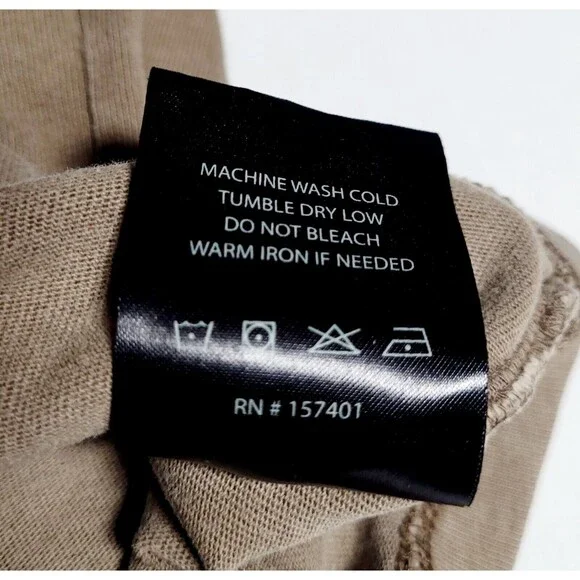 MACHINE WASH COLD
TUMBLE DRY LOW
DO NOT BLEACH
WARM IRON IF NEEDED
RN # 157401